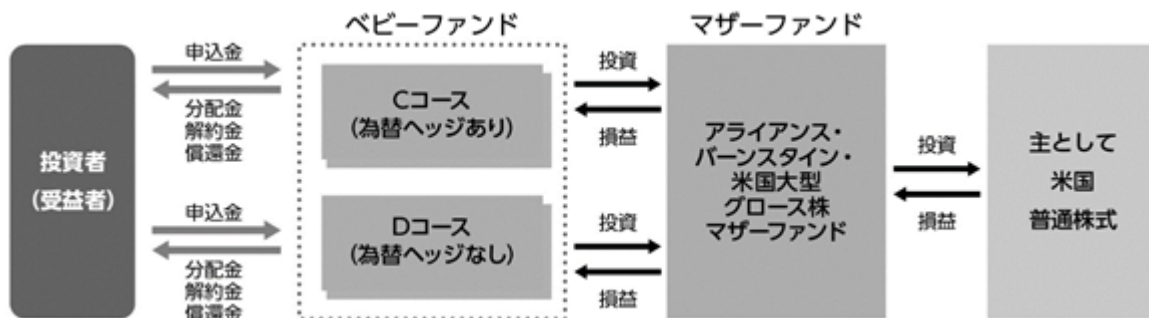 ベビーファンド
マザーファンド
投資者
(受益者)
申込金
分配金
解約金
償還金
申込金
分配金
解約金
償還金
Cコース
(為替ヘッジあり)
Dコース
(為替ヘッジなし)
投資
損益
投資
損益
アライアンス・
バーンスタイン・
米国大型
グロース株
マザーファンド
投資
損益
主として
米国
普通株式